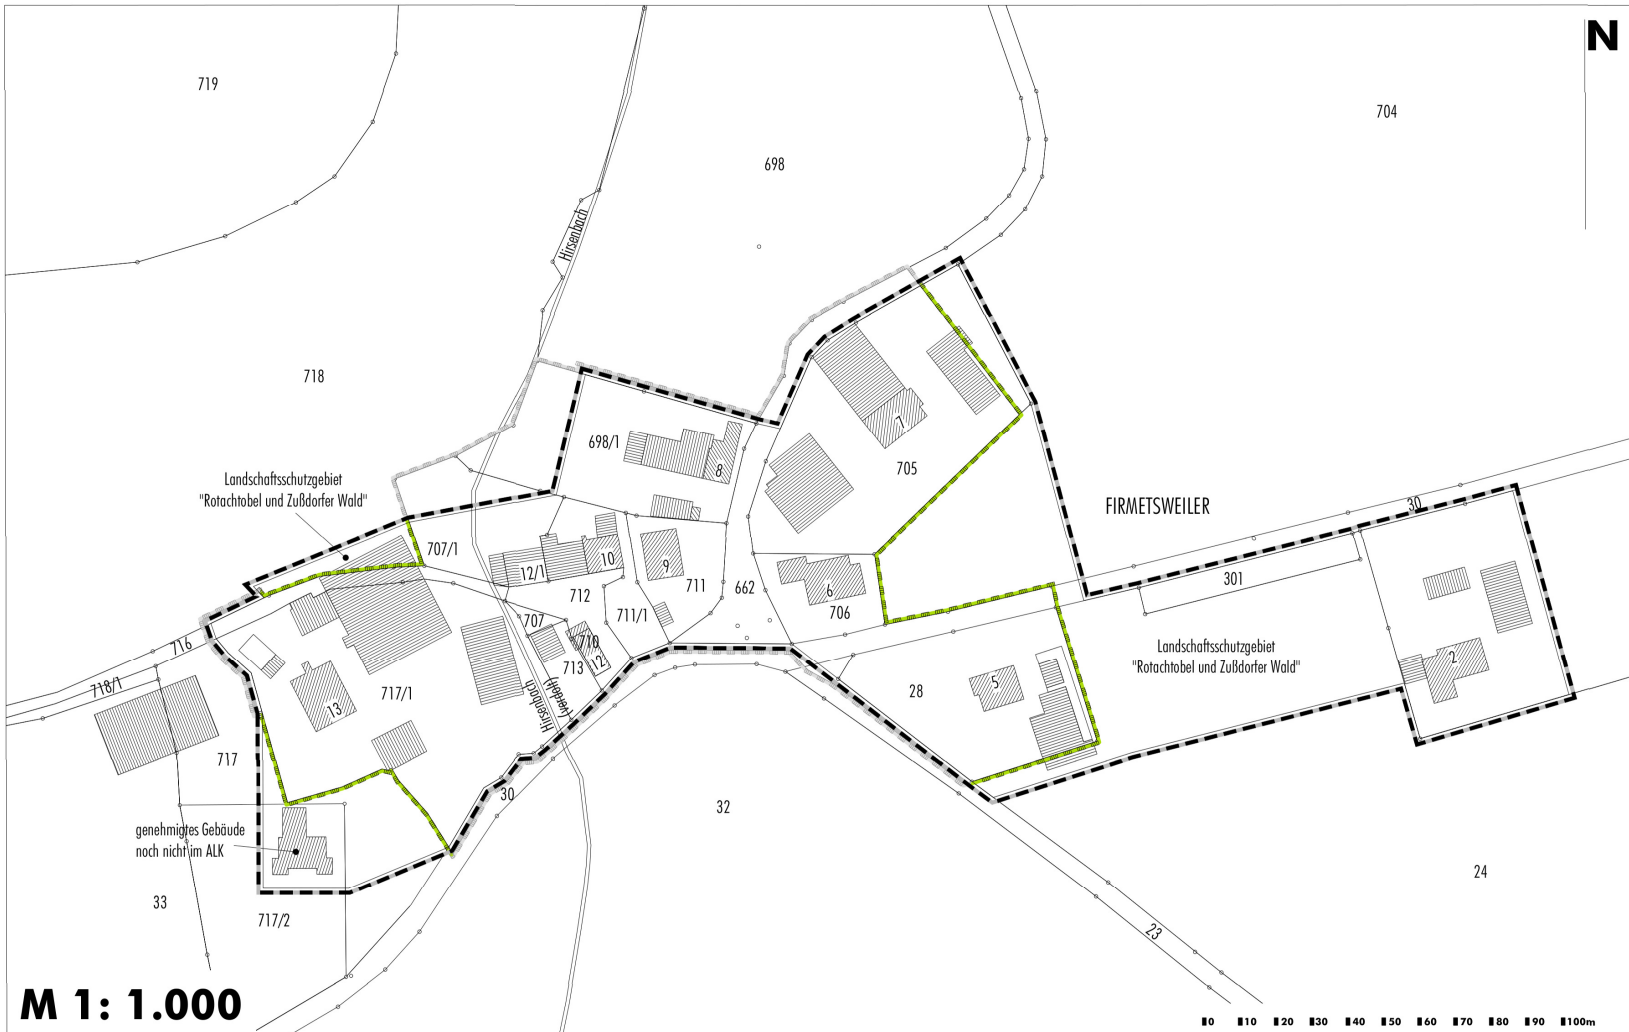 N
719
704
698
Hirsenbach
718
698/1
8
7
705
Landschaftsschutzgebiet
"Rotachtobel und Zußdorfer Wald"
FIRMETSWEILER
30
707/1
12/1
10
9
711
662
6
706
301
712
711/1
707
710
12
713
716
718/1
717/1
13
Hirsenbach
(verdolt)
28
5
Landschaftsschutzgebiet
"Rotachtobel und Zußdorfer Wald"
2
717
30
32
genehmigtes Gebäude
noch nicht im ALK
33
717/2
24
23
M 1: 1.000
0 10 20 30 40 50 60 70 80 90 100m